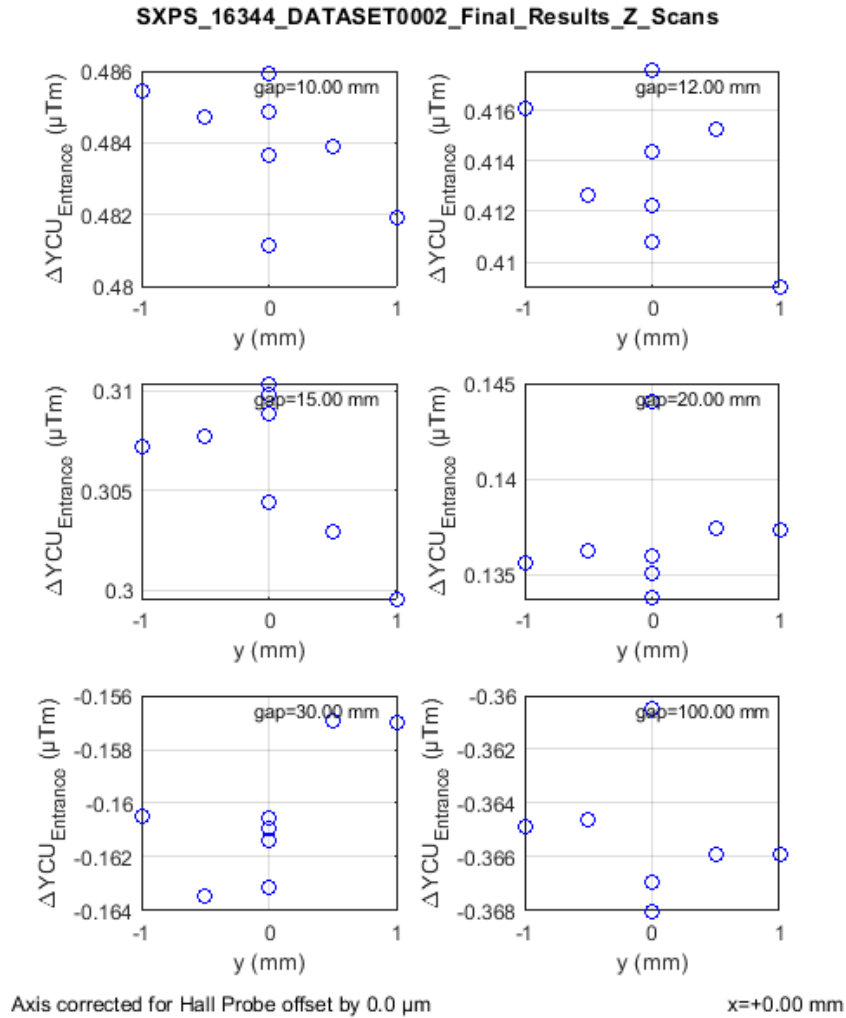 SXPS_16344_DATASET0002_Final_Results_Z_Scans
ΔYCU_Entrance (µTm)
0.486
0.484
0.482
0.48
gap=10.00 mm
-1 0 1
y (mm)
ΔYCU_Entrance (µTm)
0.416
0.414
0.412
0.41
gap=12.00 mm
-1 0 1
y (mm)
ΔYCU_Entrance (µTm)
0.31
0.305
0.3
gap=15.00 mm
-1 0 1
y (mm)
ΔYCU_Entrance (µTm)
0.145
0.14
0.135
gap=20.00 mm
-1 0 1
y (mm)
ΔYCU_Entrance (µTm)
-0.156
-0.158
-0.16
-0.162
-0.164
gap=30.00 mm
-1 0 1
y (mm)
ΔYCU_Entrance (µTm)
-0.36
-0.362
-0.364
-0.366
-0.368
gap=100.00 mm
-1 0 1
y (mm)
Axis corrected for Hall Probe offset by 0.0 µm
x=+0.00 mm